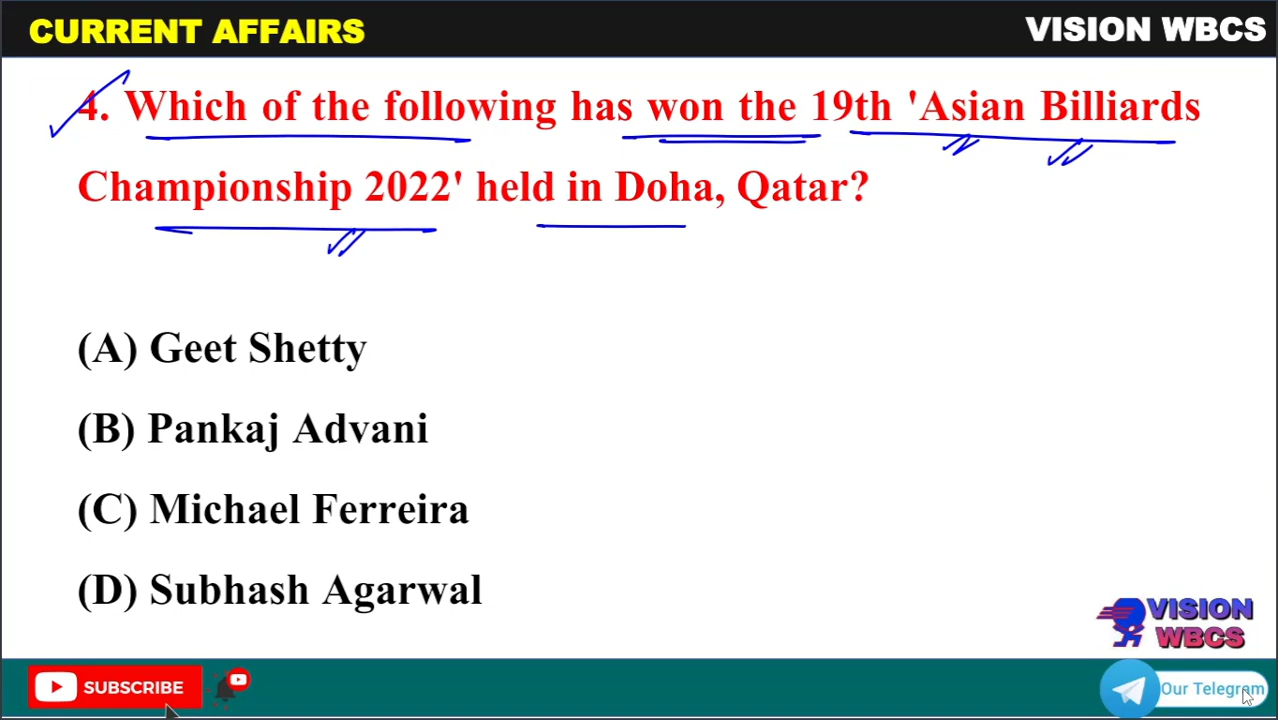 CURRENT AFFAIRS
VISION WBCS
4. Which of the following has won the 19th 'Asian Billiards
Championship 2022' held in Doha, Qatar?
(A) Geet Shetty
(B) Pankaj Advani
(C) Michael Ferreira
(D) Subhash Agarwal
VISION
WBCS
SUBSCRIBE
Our Telegram